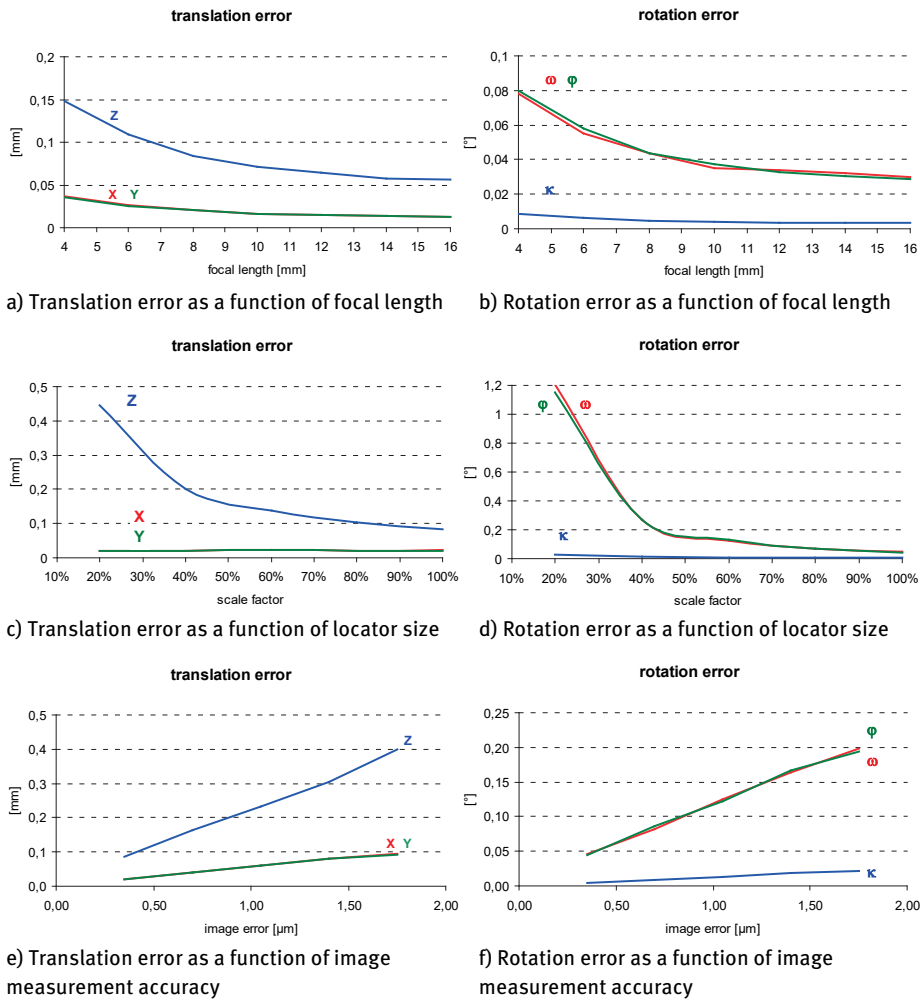 translation error
0,2
0,15
0,1
0,05
0
[mm]
Z
X Y
4 5 6 7 8 9 10 11 12 13 14 15 16
focal length [mm]
a) Translation error as a function of focal length
rotation error
0,1
0,08
0,06
0,04
0,02
0
[°]
ω φ
κ
4 5 6 7 8 9 10 11 12 13 14 15 16
focal length [mm]
b) Rotation error as a function of focal length
translation error
0,5
0,4
0,3
0,2
0,1
0
[mm]
Z
X
Y
10% 20% 30% 40% 50% 60% 70% 80% 90% 100%
scale factor
c) Translation error as a function of locator size
rotation error
1,2
1
0,8
0,6
0,4
0,2
0
[°]
φ ω
κ
10% 20% 30% 40% 50% 60% 70% 80% 90% 100%
scale factor
d) Rotation error as a function of locator size
translation error
0,5
0,4
0,3
0,2
0,1
0,0
[mm]
Z
X Y
0,00 0,50 1,00 1,50 2,00
image error [µm]
e) Translation error as a function of image
measurement accuracy
rotation error
0,25
0,20
0,15
0,10
0,05
0,00
[°]
φ
ω
κ
0,00 0,50 1,00 1,50 2,00
image error [µm]
f) Rotation error as a function of image
measurement accuracy